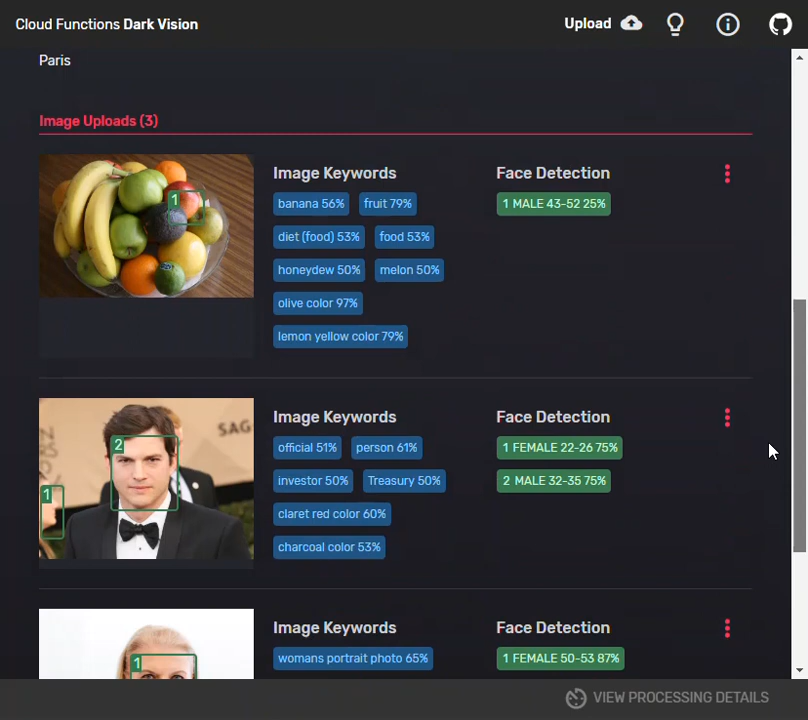 Cloud Functions Dark Vision Upload
Paris
Image Uploads (3)
1
Image Keywords
banana 56% fruit 79%
diet (food) 53% food 53%
honeydew 50% melon 50%
olive color 97%
lemon yellow color 79%
Face Detection
1 MALE 43-52 25%
2
1
SAG
Image Keywords
official 51% person 61%
investor 50% Treasury 50%
claret red color 60%
charcoal color 53%
Face Detection
1 FEMALE 22-26 75%
2 MALE 32-35 75%
1
Image Keywords
womans portrait photo 65%
Face Detection
1 FEMALE 50-53 87%
VIEW PROCESSING DETAILS